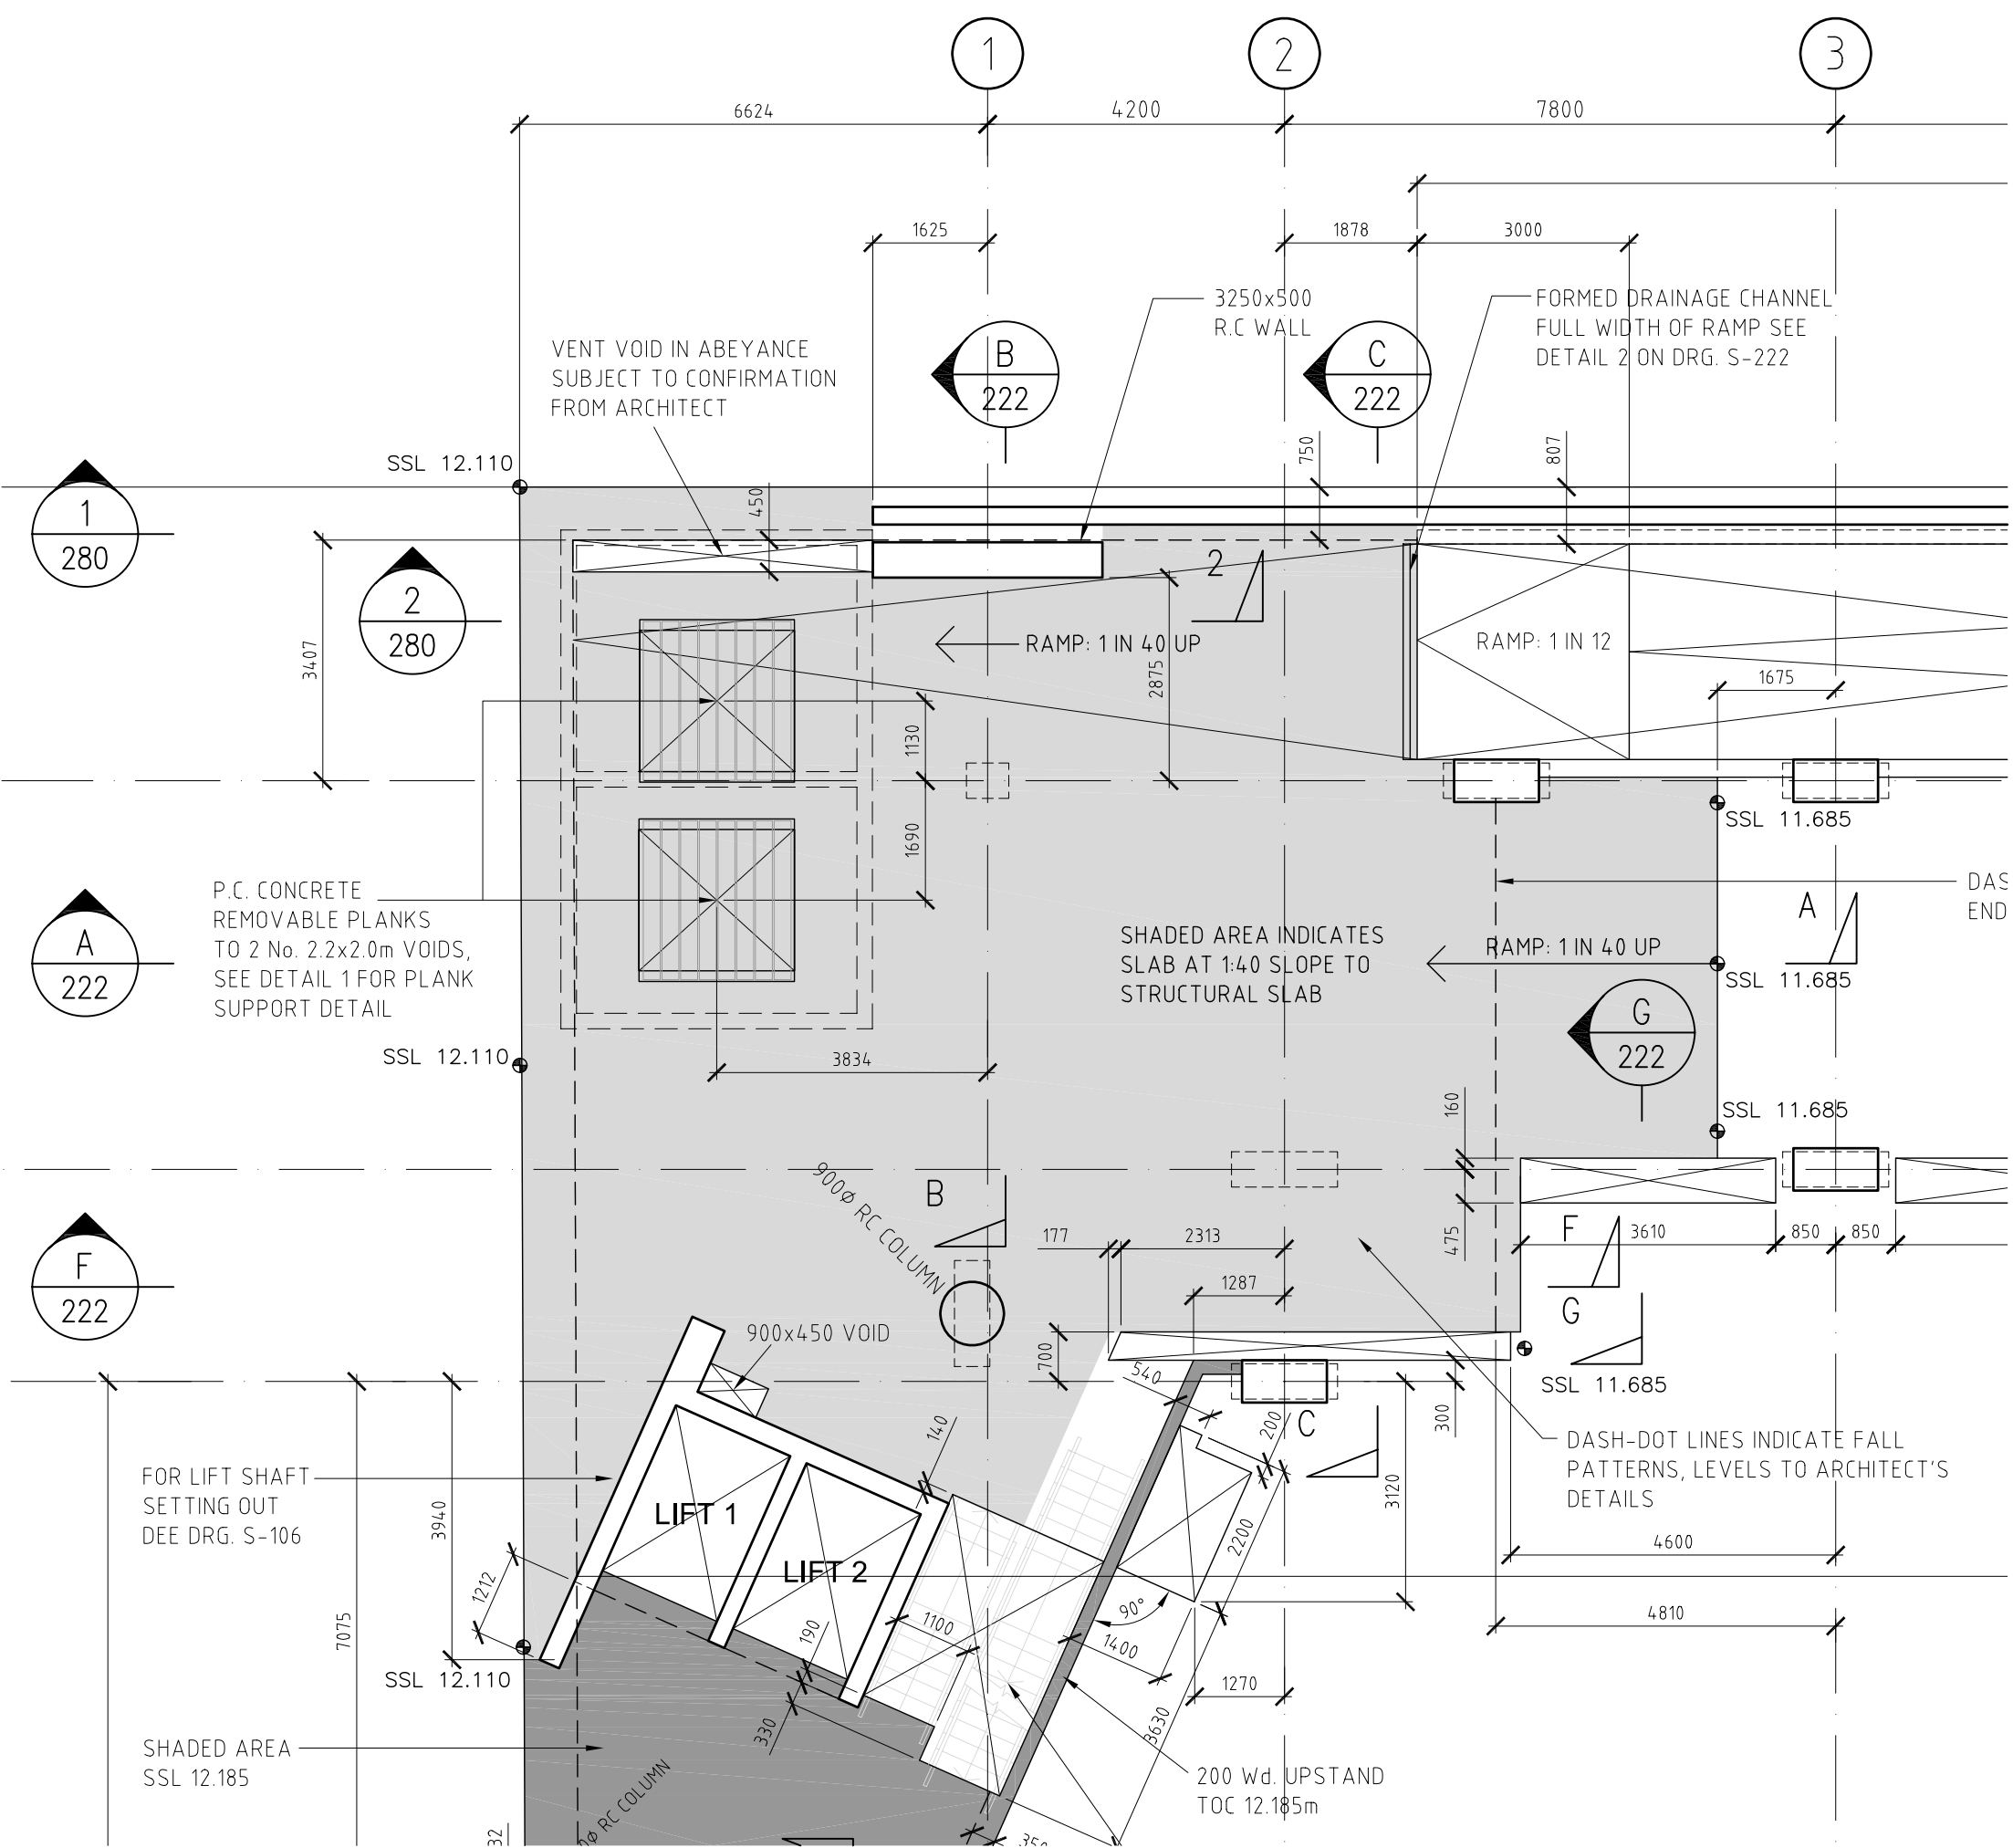 1
2
3
6624
4200
7800
1625
1878
3000
3250x500
R.C WALL
FORMED DRAINAGE CHANNEL
FULL WIDTH OF RAMP SEE
DETAIL 2 ON DRG. S-222
VENT VOID IN ABEYANCE
SUBJECT TO CONFIRMATION
FROM ARCHITECT
B
222
C
222
750
807
SSL 12.110
450
1
280
2
280
2
3407
RAMP: 1 IN 40 UP
RAMP: 1 IN 12
2875
1675
1130
1690
SSL 11.685
P.C. CONCRETE
REMOVABLE PLANKS
TO 2 No. 2.2x2.0m VOIDS,
SEE DETAIL 1 FOR PLANK
SUPPORT DETAIL
A
222
DAS
END
A
SHADED AREA INDICATES
SLAB AT 1:40 SLOPE TO
STRUCTURAL SLAB
RAMP: 1 IN 40 UP
SSL 11.685
G
222
SSL 12.110
3834
160
SSL 11.685
900ø RC COLUMN
B
177
2313
475
F
3610
850
850
F
222
1287
G
900x450 VOID
700
540
SSL 11.685
300
200
C
140
DASH-DOT LINES INDICATE FALL
PATTERNS, LEVELS TO ARCHITECT'S
DETAILS
FOR LIFT SHAFT
SETTING OUT
DEE DRG. S-106
3940
LIFT 1
LIFT 2
3120
2200
4600
1212
7075
90°
4810
1100
190
1400
SSL 12.110
1270
330
3630
SHADED AREA
SSL 12.185
200 Wd. UPSTAND
TOC 12.185m
0ø RC COLUMN
32
350